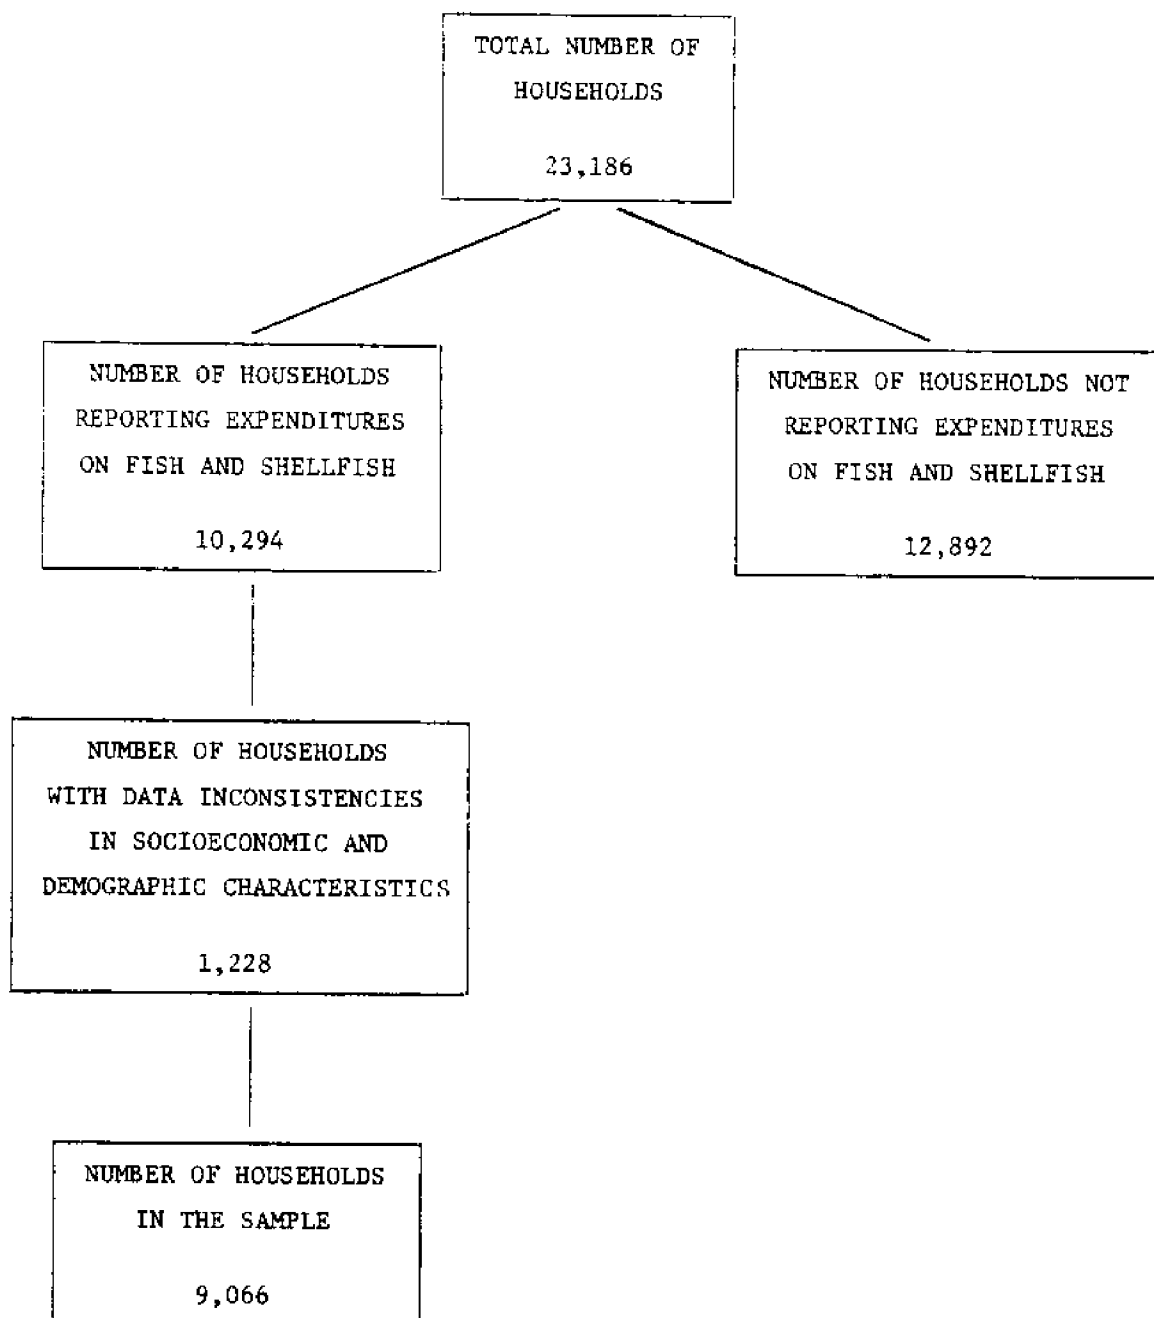 TOTAL NUMBER OF
HOUSEHOLDS
23,186
NUMBER OF HOUSEHOLDS
REPORTING EXPENDITURES
ON FISH AND SHELLFISH
10,294
NUMBER OF HOUSEHOLDS NOT
REPORTING EXPENDITURES
ON FISH AND SHELLFISH
12,892
NUMBER OF HOUSEHOLDS
WITH DATA INCONSISTENCIES
IN SOCIOECONOMIC AND
DEMOGRAPHIC CHARACTERISTICS
1,228
NUMBER OF HOUSEHOLDS
IN THE SAMPLE
9,066